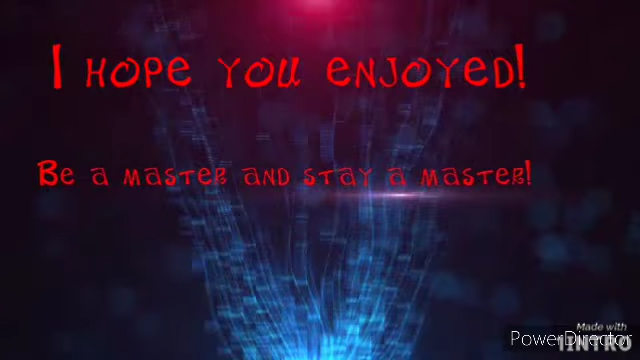 I HOPE YOU ENJOYED!
Be a master and stay a master!
Made with
PowerDirector
INTRO